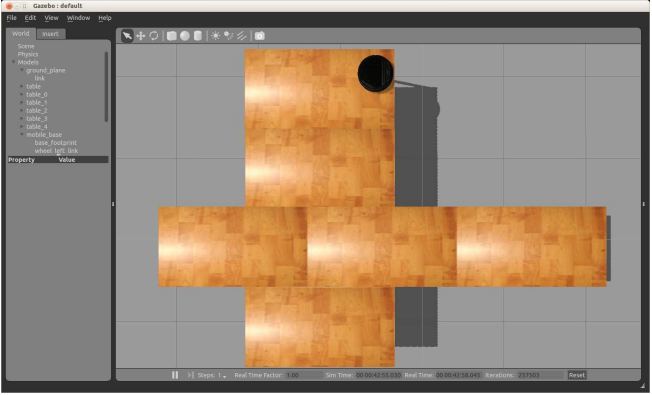 Gazebo : default
File Edit View Window Help
World Insert
Scene
Physics
Models
ground_plane
link
table
table_0
table_1
table_2
table_3
table_4
mobile_base
base_footprint
wheel_left_link
Property Value
Steps: 1 Real Time Factor: 1.00 Sim Time: 00 00:42:55.030 Real Time: 00 00:42:58.045 Iterations: 257503 Reset